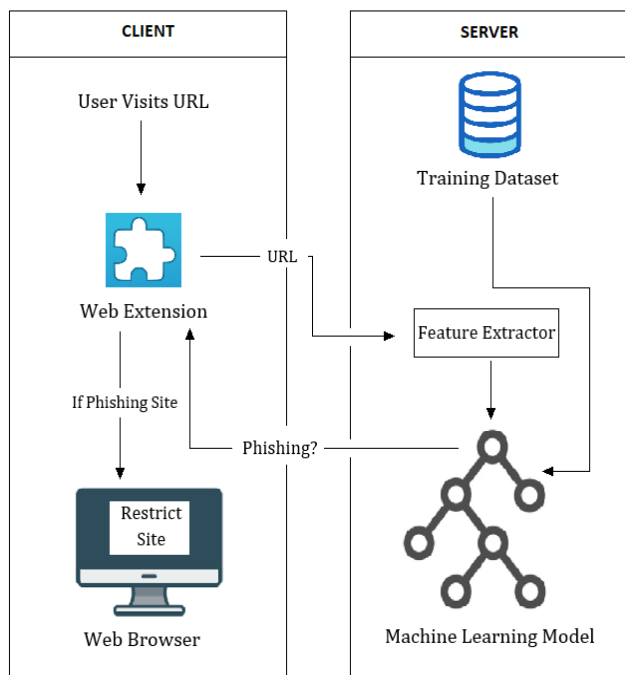 CLIENT
User Visits URL
Web Extension
If Phishing Site
Restrict
Site
Web Browser
URL
Phishing?
SERVER
Training Dataset
Feature Extractor
Machine Learning Model